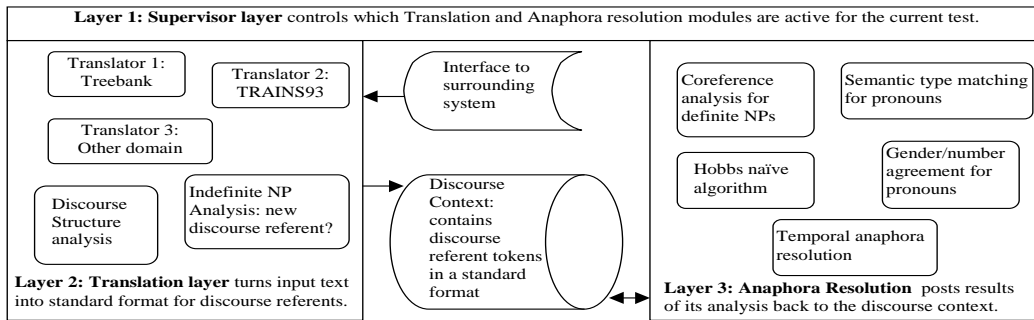 Layer 1: Supervisor layer controls which Translation and Anaphora resolution modules are active for the current test.
Translator 1:
Treebank
Translator 2:
TRAINS93
Translator 3:
Other domain
Discourse
Structure
analysis
Indefinite NP
Analysis: new
discourse referent?
Layer 2: Translation layer turns input text
into standard format for discourse referents.
Interface to
surrounding
system
Discourse
Context:
contains
discourse
referent tokens
in a standard
format
Coreference
analysis for
definite NPs
Semantic type matching
for pronouns
Hobbs naïve
algorithm
Gender/number
agreement for
pronouns
Temporal anaphora
resolution
Layer 3: Anaphora Resolution posts results
of its analysis back to the discourse context.